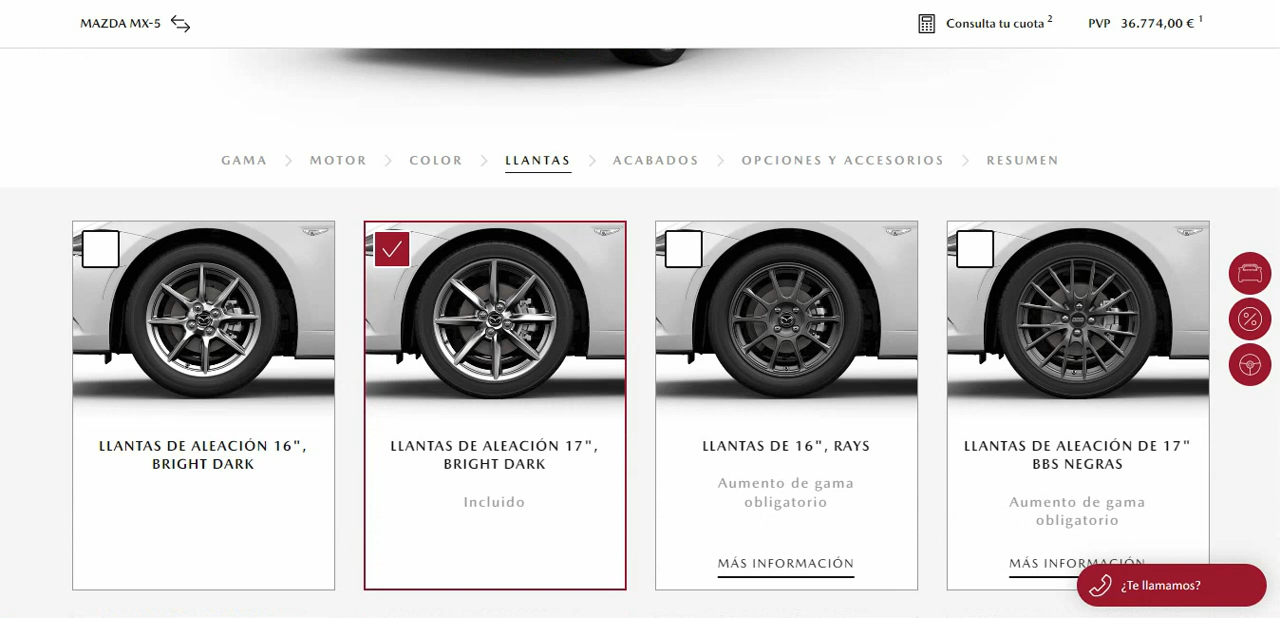 MAZDA MX-5
Consulta tu cuota 2
PVP 36.774,00 € 1
GAMA
MOTOR
COLOR
LLANTAS
ACABADOS
OPCIONES Y ACCESORIOS
RESUMEN
LLANTAS DE ALEACIÓN 16",
BRIGHT DARK
LLANTAS DE ALEACIÓN 17",
BRIGHT DARK
Incluido
LLANTAS DE 16", RAYS
Aumento de gama
obligatorio
MÁS INFORMACIÓN
LLANTAS DE ALEACIÓN DE 17"
BBS NEGRAS
Aumento de gama
obligatorio
MÁS INFORMACIÓN
¿Te llamamos?